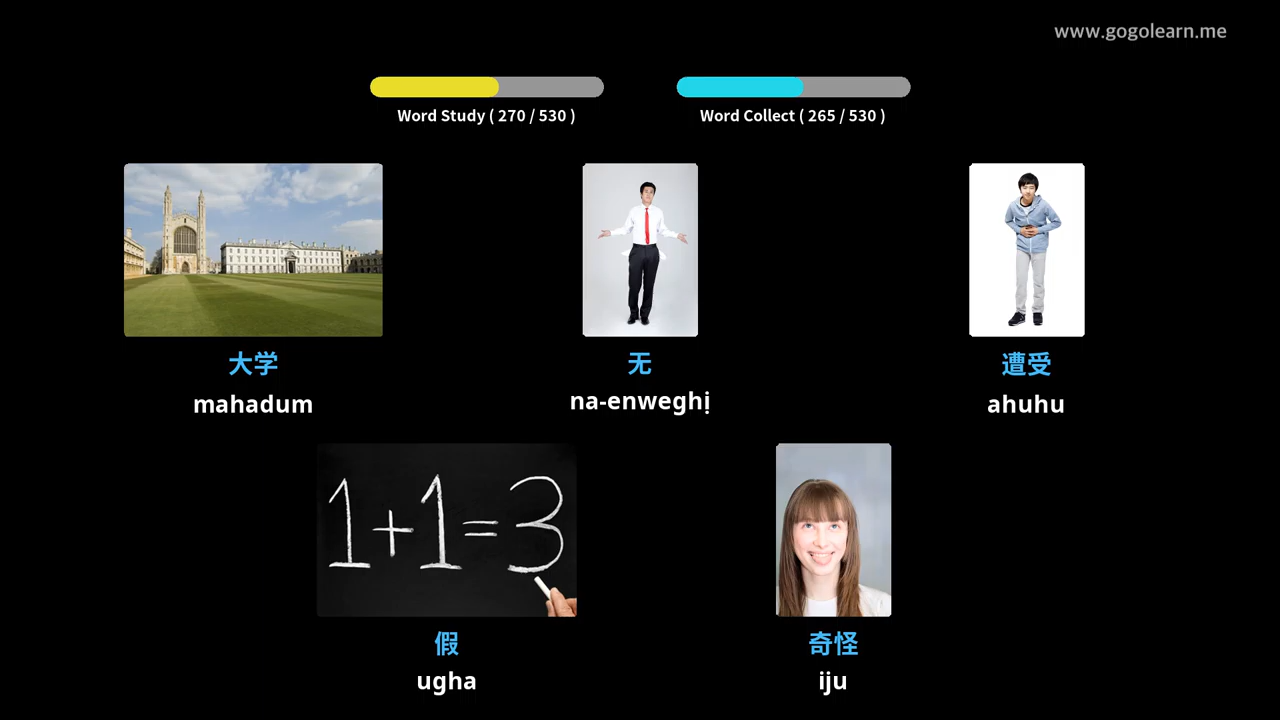 www.gogolearn.me
Word Study ( 270 / 530 )
Word Collect ( 265 / 530 )
大学
mahadum
无
na-enweghị
遭受
ahuhu
1+1=3
假
ugha
奇怪
iju